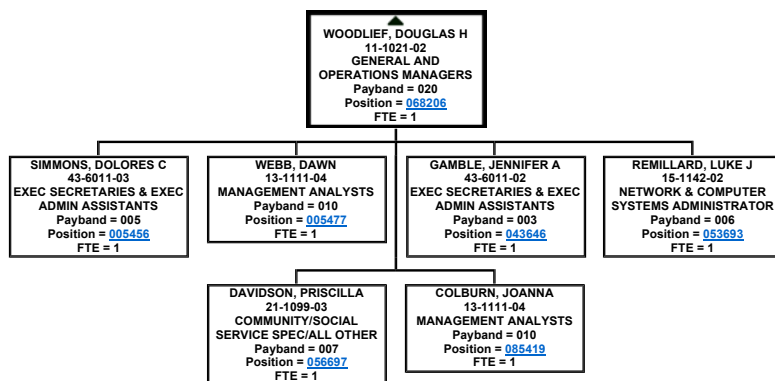 WOODLIEF, DOUGLAS H
11-1021-02
GENERAL AND
OPERATIONS MANAGERS
Payband = 020
Position = 068206
FTE = 1
SIMMONS, DOLORES C
43-6011-03
EXEC SECRETARIES & EXEC
ADMIN ASSISTANTS
Payband = 005
Position = 005456
FTE = 1
WEBB, DAWN
13-1111-04
MANAGEMENT ANALYSTS
Payband = 010
Position = 005477
FTE = 1
GAMBLE, JENNIFER A
43-6011-02
EXEC SECRETARIES & EXEC
ADMIN ASSISTANTS
Payband = 003
Position = 043646
FTE = 1
REMILLARD, LUKE J
15-1142-02
NETWORK & COMPUTER
SYSTEMS ADMINISTRATOR
Payband = 006
Position = 053693
FTE = 1
DAVIDSON, PRISCILLA
21-1099-03
COMMUNITY/SOCIAL
SERVICE SPEC/ALL OTHER
Payband = 007
Position = 056697
FTE = 1
COLBURN, JOANNA
13-1111-04
MANAGEMENT ANALYSTS
Payband = 010
Position = 085419
FTE = 1